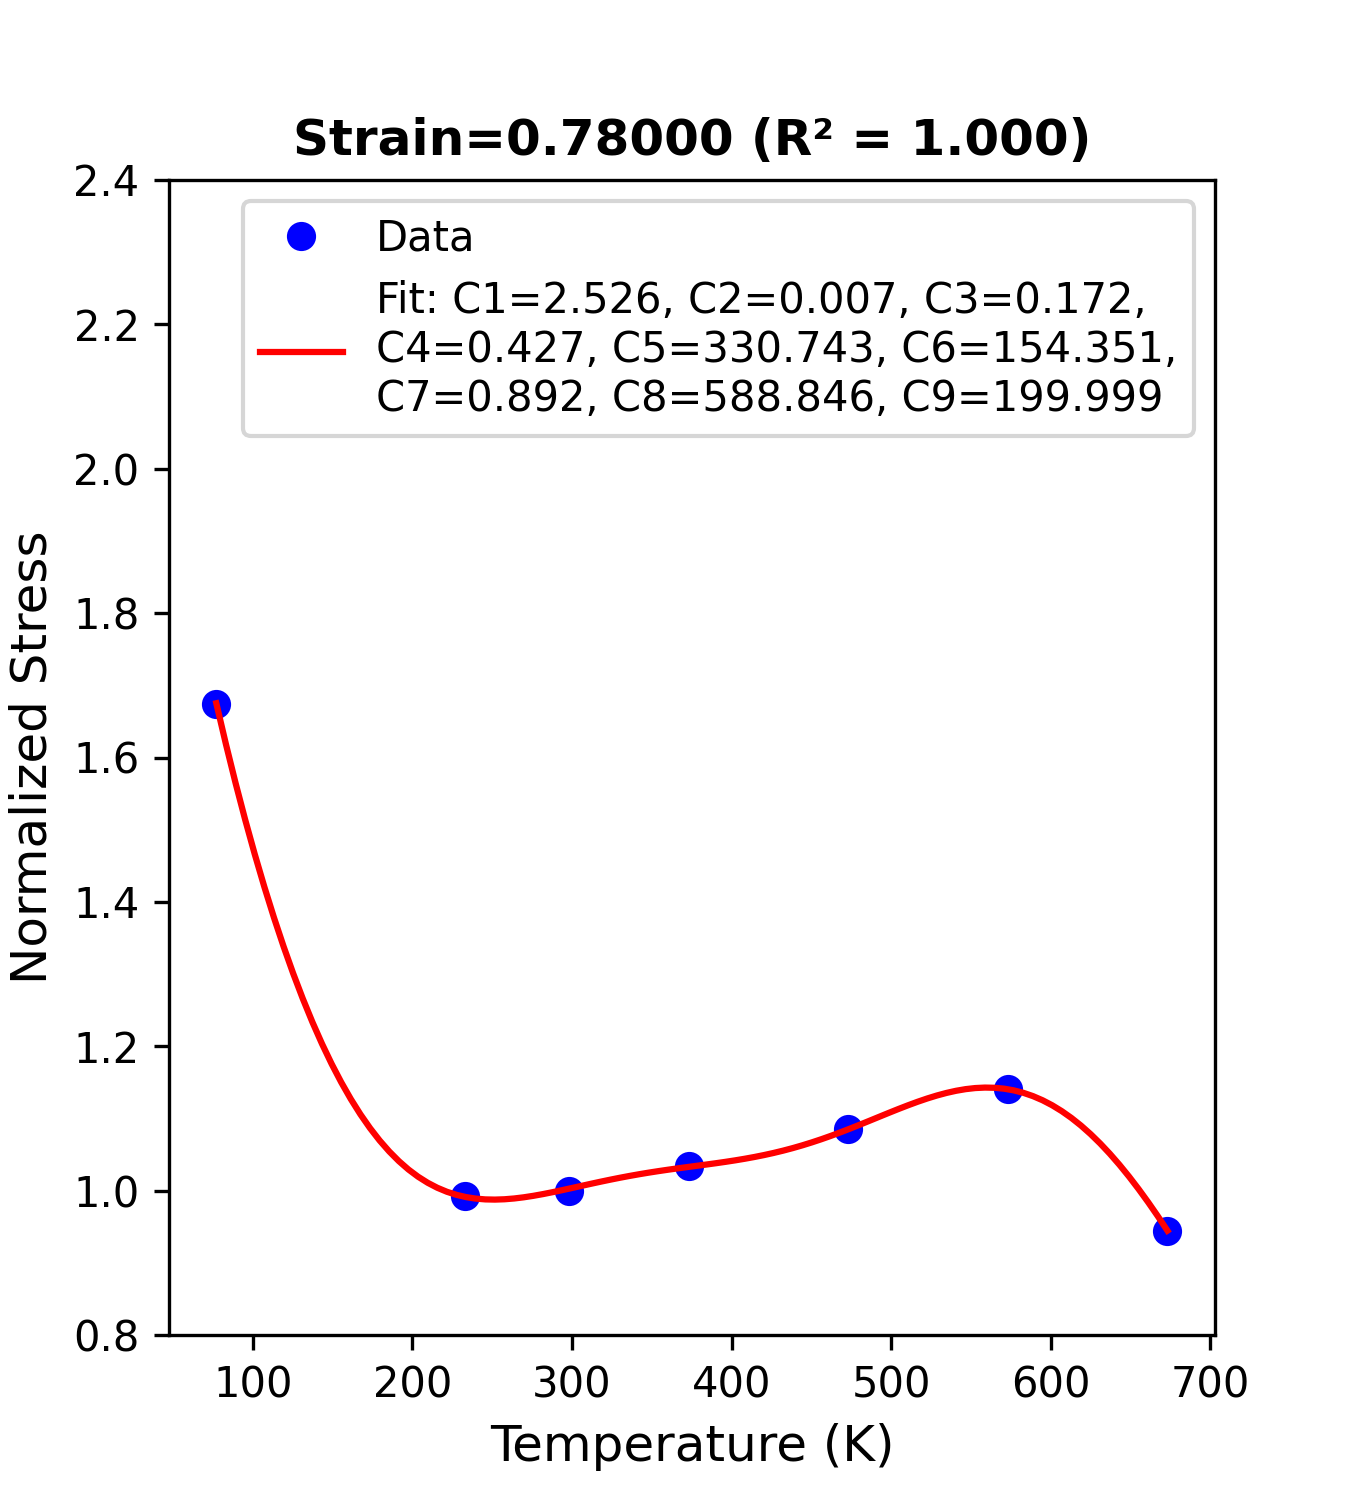 Strain=0.78000 (R² = 1.000)
Data
Fit: C1=2.526, C2=0.007, C3=0.172,
C4=0.427, C5=330.743, C6=154.351,
C7=0.892, C8=588.846, C9=199.999
Normalized Stress
2.4
2.2
2.0
1.8
1.6
1.4
1.2
1.0
0.8
100 200 300 400 500 600 700
Temperature (K)